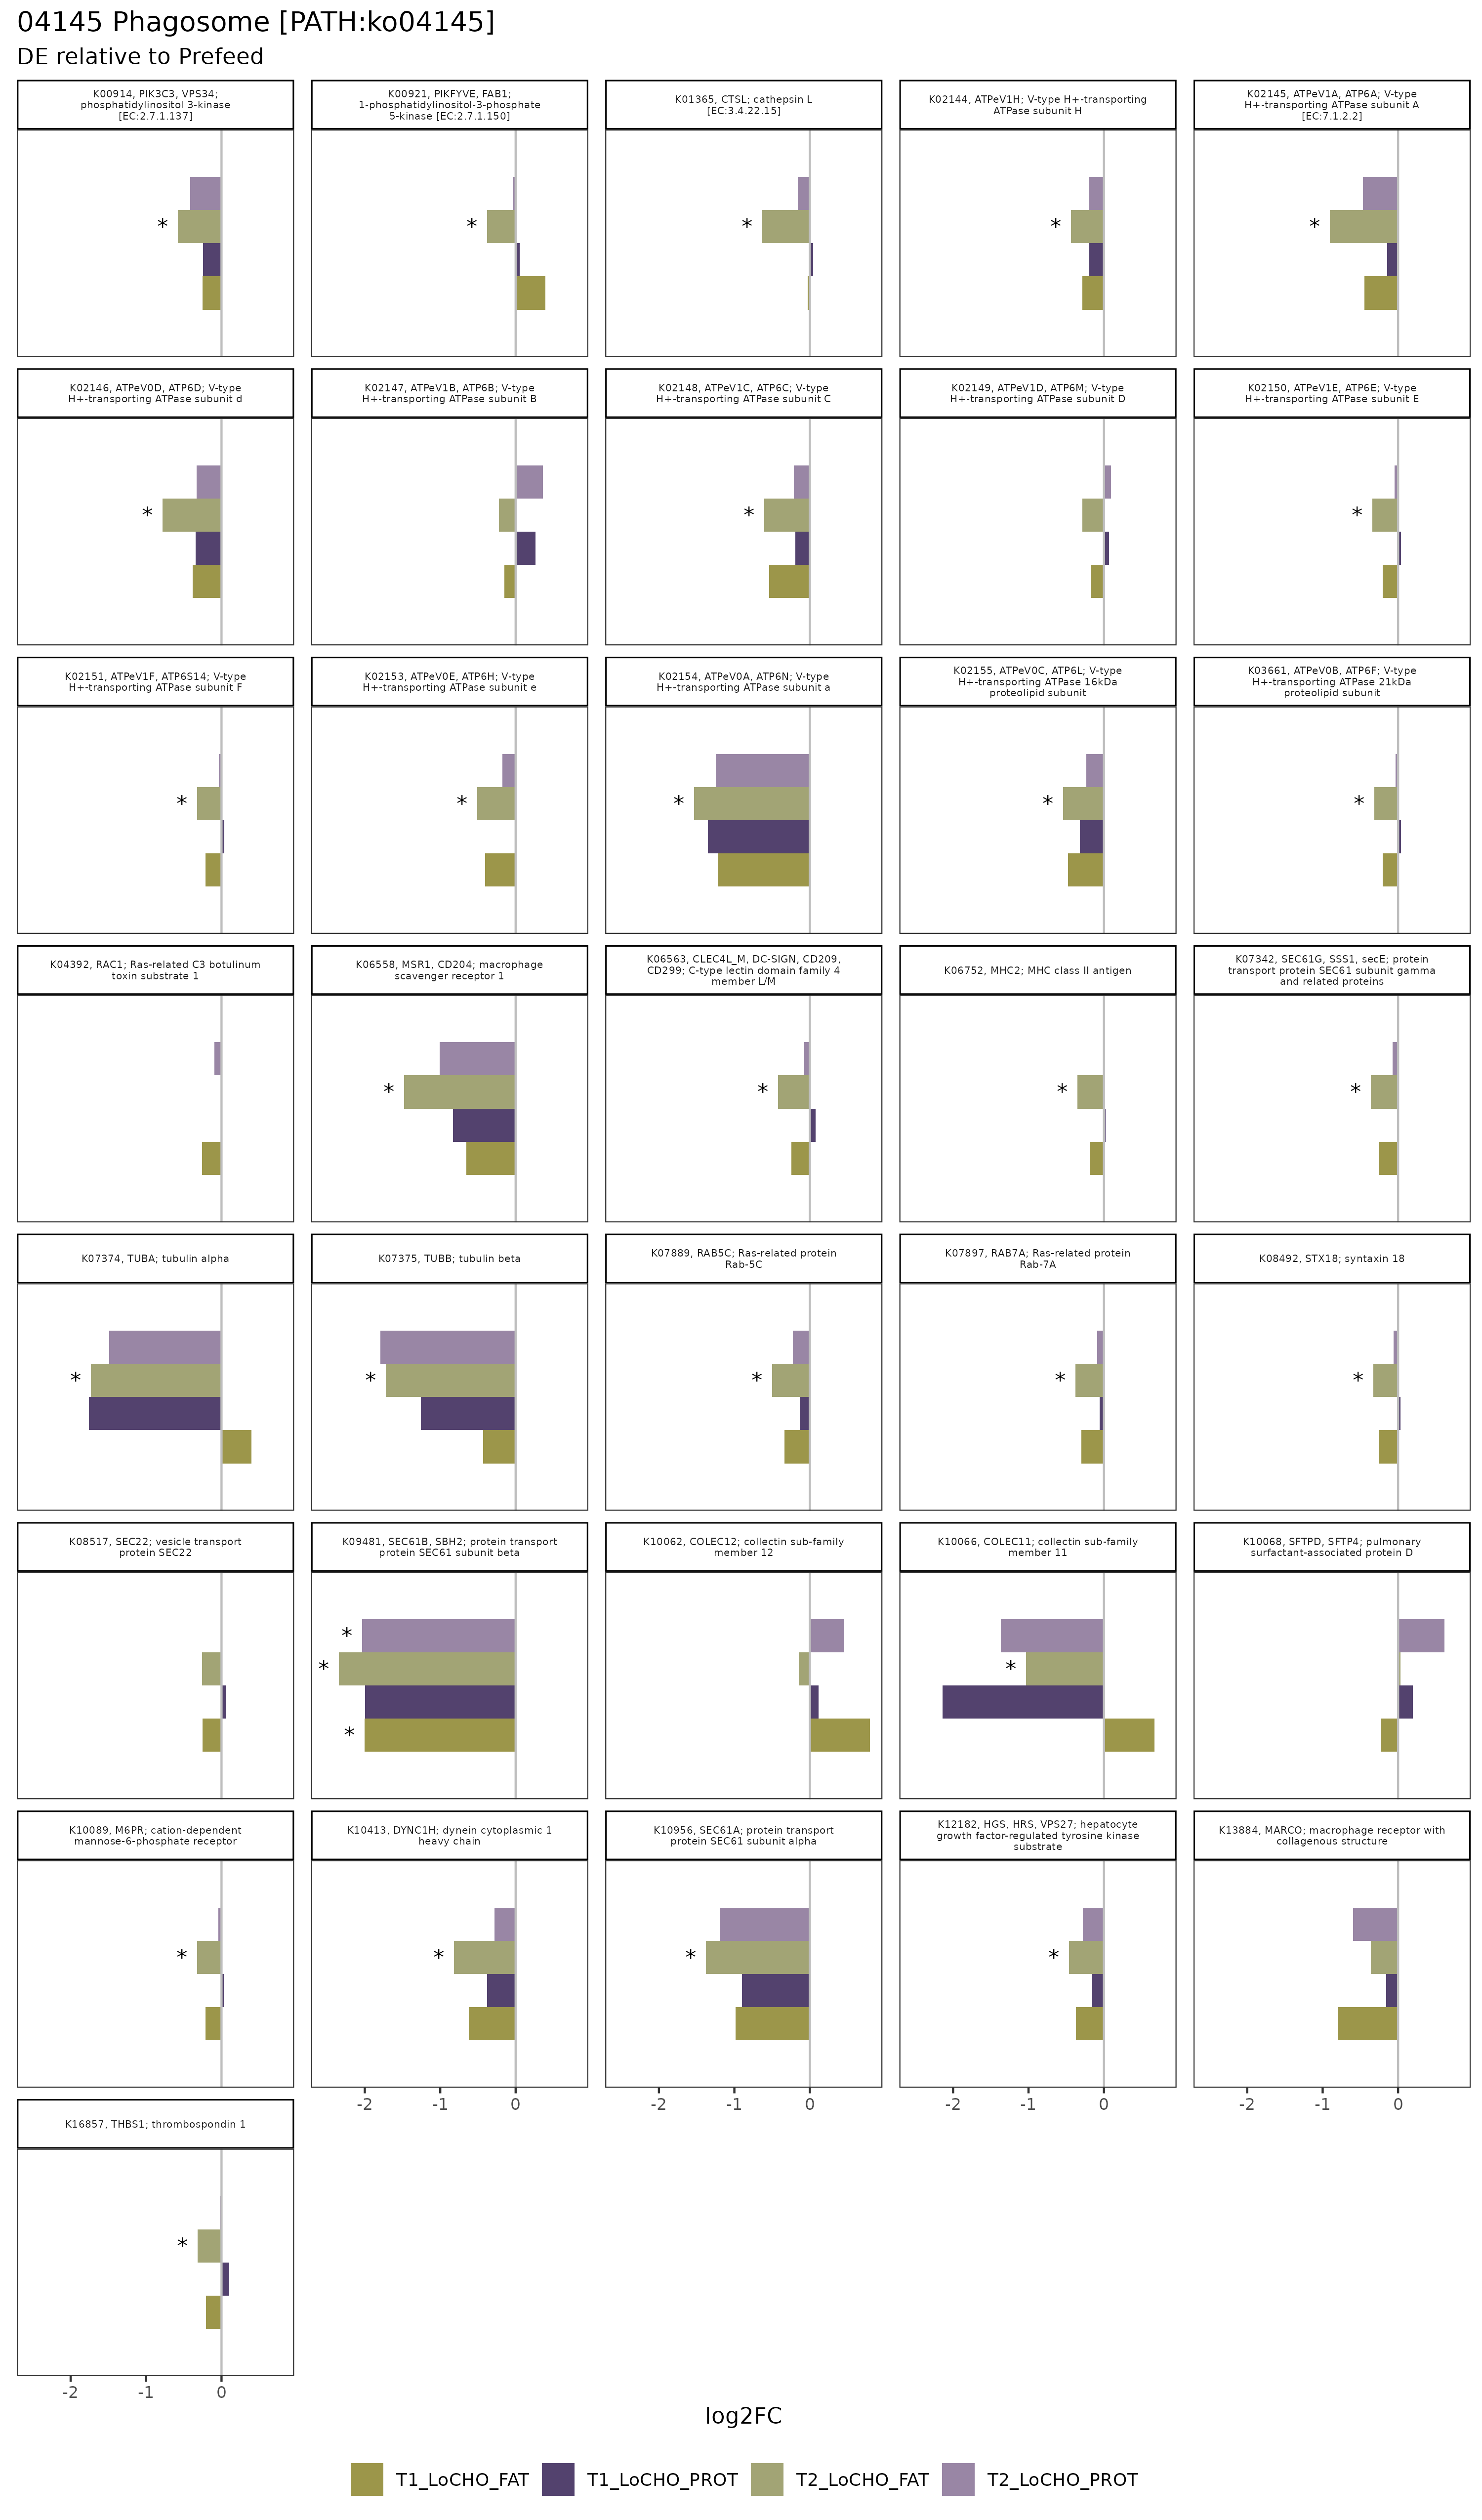 04145 Phagosome [PATH:ko04145]
DE relative to Prefeed
K00914, PIK3C3, VPS34;
phosphatidylinositol 3-kinase
[EC:2.7.1.137]
K00921, PIKFYVE, FAB1;
1-phosphatidylinositol-3-phosphate
5-kinase [EC:2.7.1.150]
K01365, CTSL; cathepsin L
[EC:3.4.22.15]
K02144, ATPeV1H; V-type H+-transporting
ATPase subunit H
K02145, ATPeV1A, ATP6A; V-type
H+-transporting ATPase subunit A
[EC:7.1.2.2]
*
*
*
*
*
K02146, ATPeV0D, ATP6D; V-type
H+-transporting ATPase subunit d
K02147, ATPeV1B, ATP6B; V-type
H+-transporting ATPase subunit B
K02148, ATPeV1C, ATP6C; V-type
H+-transporting ATPase subunit C
K02149, ATPeV1D, ATP6M; V-type
H+-transporting ATPase subunit D
K02150, ATPeV1E, ATP6E; V-type
H+-transporting ATPase subunit E
*
*
*
K02151, ATPeV1F, ATP6S14; V-type
H+-transporting ATPase subunit F
K02153, ATPeV0E, ATP6H; V-type
H+-transporting ATPase subunit e
K02154, ATPeV0A, ATP6N; V-type
H+-transporting ATPase subunit a
K02155, ATPeV0C, ATP6L; V-type
H+-transporting ATPase 16kDa
proteolipid subunit
K03661, ATPeV0B, ATP6F; V-type
H+-transporting ATPase 21kDa
proteolipid subunit
*
*
*
*
*
K04392, RAC1; Ras-related C3 botulinum
toxin substrate 1
K06558, MSR1, CD204; macrophage
scavenger receptor 1
K06563, CLEC4L_M, DC-SIGN, CD209,
CD299; C-type lectin domain family 4
member L/M
K06752, MHC2; MHC class II antigen
K07342, SEC61G, SSS1, secE; protein
transport protein SEC61 subunit gamma
and related proteins
*
*
*
*
K07374, TUBA; tubulin alpha
K07375, TUBB; tubulin beta
K07889, RAB5C; Ras-related protein
Rab-5C
K07897, RAB7A; Ras-related protein
Rab-7A
K08492, STX18; syntaxin 18
*
*
*
*
*
K08517, SEC22; vesicle transport
protein SEC22
K09481, SEC61B, SBH2; protein transport
protein SEC61 subunit beta
K10062, COLEC12; collectin sub-family
member 12
K10066, COLEC11; collectin sub-family
member 11
K10068, SFTPD, SFTP4; pulmonary
surfactant-associated protein D
*
*
*
*
K10089, M6PR; cation-dependent
mannose-6-phosphate receptor
K10413, DYNC1H; dynein cytoplasmic 1
heavy chain
K10956, SEC61A; protein transport
protein SEC61 subunit alpha
K12182, HGS, HRS, VPS27; hepatocyte
growth factor-regulated tyrosine kinase
substrate
K13884, MARCO; macrophage receptor with
collagenous structure
*
*
*
*
-2 -1 0
-2 -1 0
-2 -1 0
-2 -1 0
K16857, THBS1; thrombospondin 1
*
-2 -1 0
log2FC
T1_LoCHO_FAT T1_LoCHO_PROT T2_LoCHO_FAT T2_LoCHO_PROT